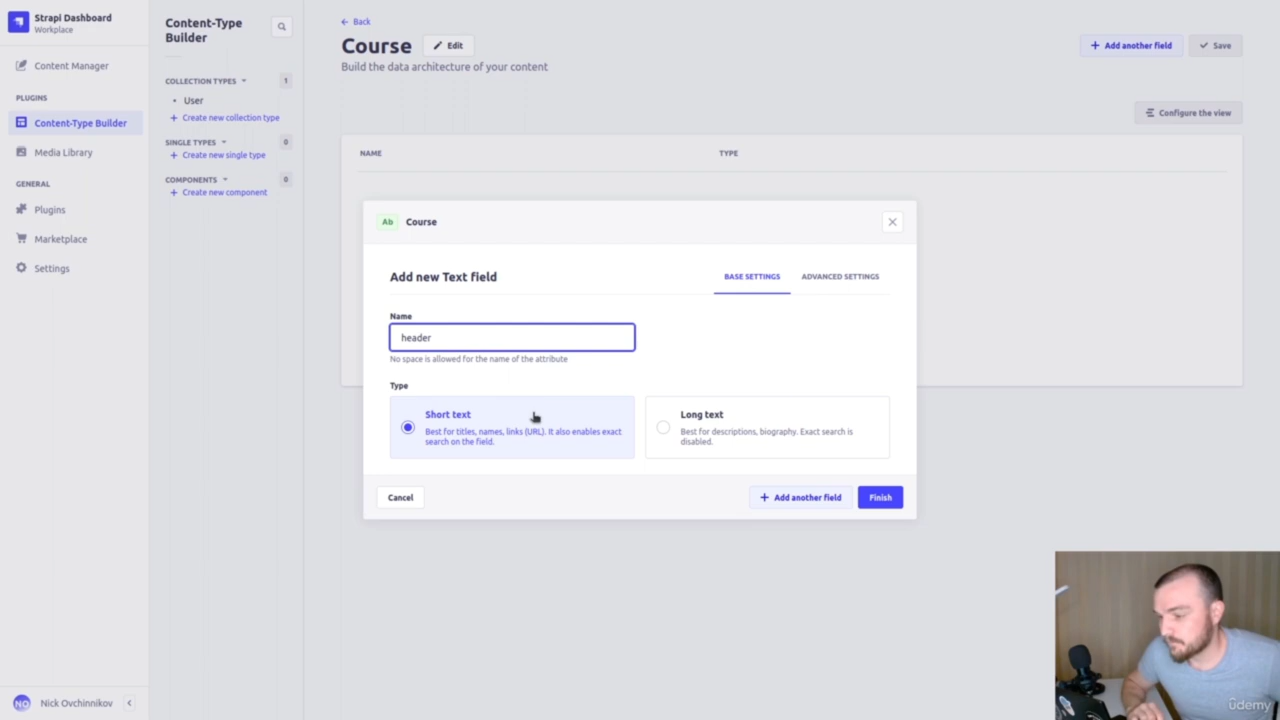 Strapi Dashboard
Workplace
Content Manager
PLUGINS
Content-Type Builder
Media Library
GENERAL
Plugins
Marketplace
Settings
NO Nick Ovchinnikov
Content-Type
Builder
COLLECTION TYPES 1
User
Create new collection type
SINGLE TYPES 0
Create new single type
COMPONENTS 0
Create new component
Back
Course Edit
Build the data architecture of your content
Add another field Save
Configure the view
NAME TYPE
Ab Course
Add new Text field
BASE SETTINGS ADVANCED SETTINGS
Name
header
No space is allowed for the name of the attribute
Type
Short text
Best for titles, names, links (URL). It also enables exact
search on the field.
Long text
Best for descriptions, biography. Exact search is
disabled.
Cancel
Add another field Finish
ûdemy